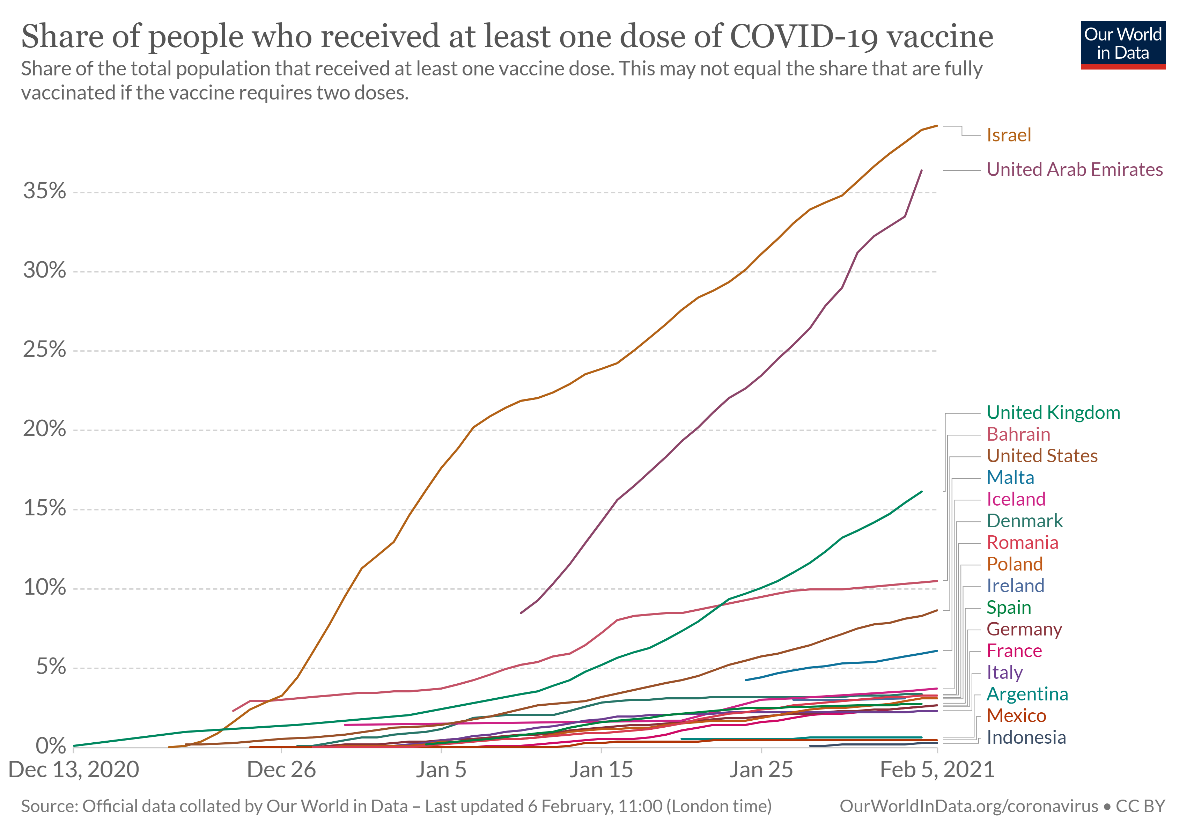 Share of people who received at least one dose of COVID-19 vaccine
Our World
in Data
Share of the total population that received at least one vaccine dose. This may not equal the share that are fully
vaccinated if the vaccine requires two doses.
Israel
United Arab Emirates
35%
30%
25%
20%
15%
10%
5%
0%
United Kingdom
Bahrain
United States
Malta
Iceland
Denmark
Romania
Poland
Ireland
Spain
Germany
France
Italy
Argentina
Mexico
Indonesia
Dec 13, 2020
Dec 26
Jan 5
Jan 15
Jan 25
Feb 5, 2021
Source: Official data collated by Our World in Data – Last updated 6 February, 11:00 (London time)
OurWorldInData.org/coronavirus • CC BY